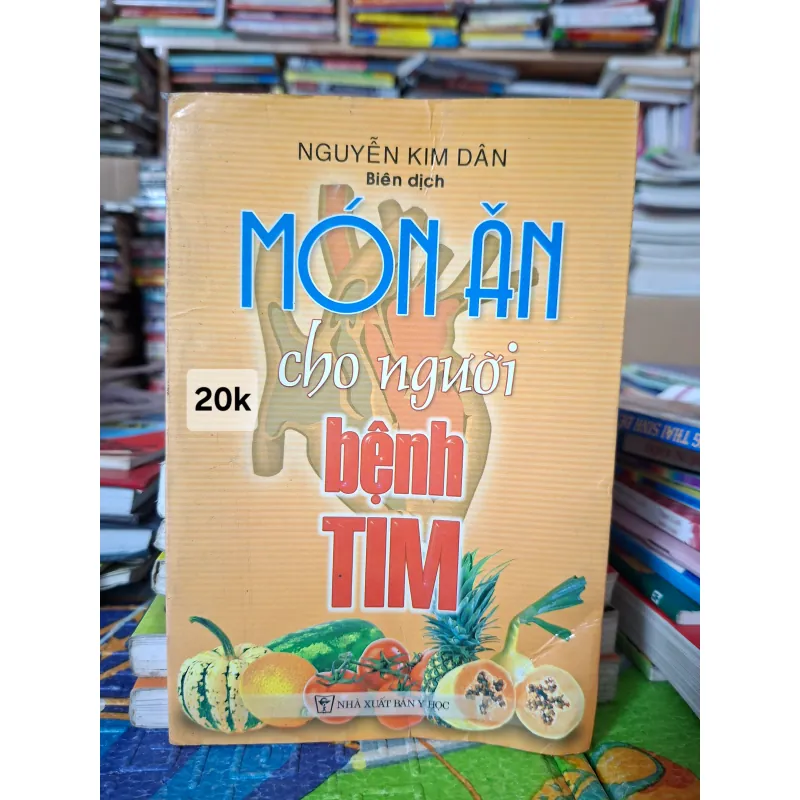 NGUYỄN KIM DÂN
Biên dịch
MÓN ĂN
cho người
bệnh
TIM
20k
NHÀ XUẤT BẢN Y HỌC